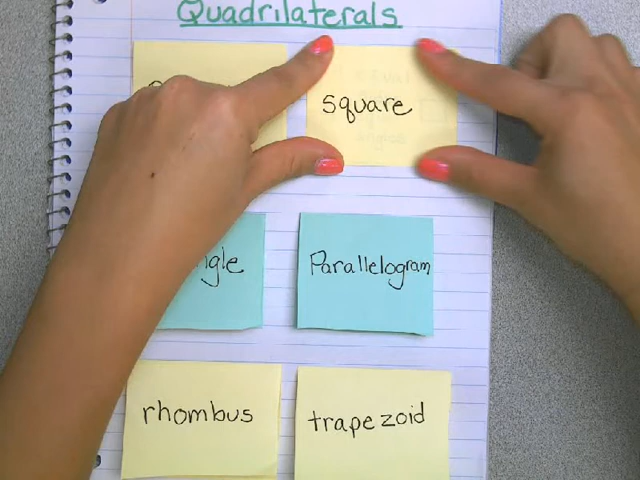 Quadrilaterals
square
Parallelogram
rhombus
trapezoid